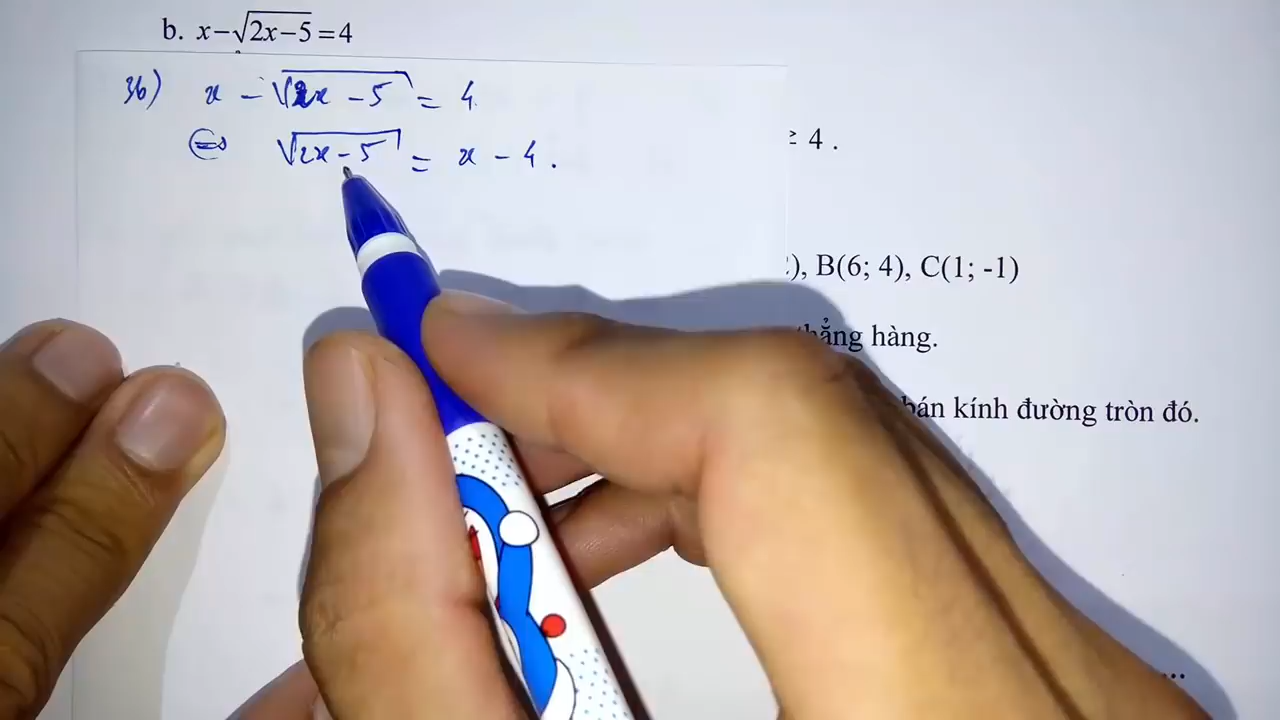 b. x−√2x−5 = 4
3b) x − √2x − 5 = 4
⇔ √2x − 5 = x − 4.
≥ 4 .
), B(6; 4), C(1; -1)
thẳng hàng.
bán kính đường tròn đó.
...